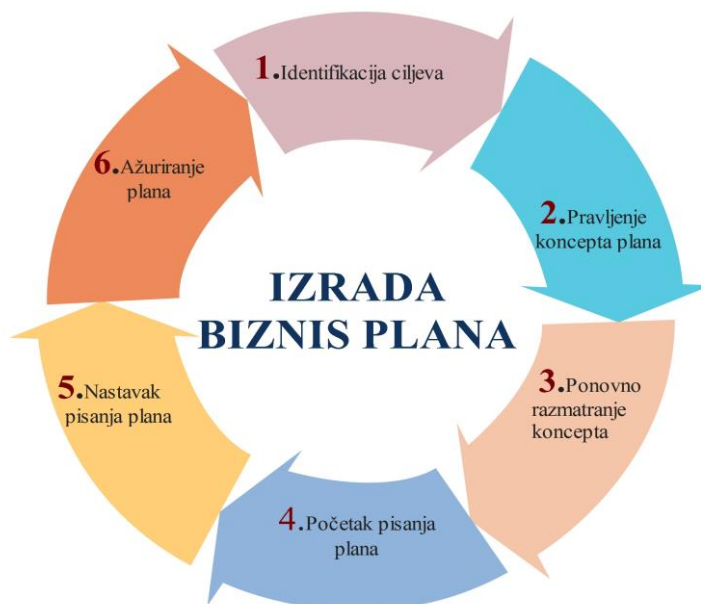 1.Identifikacija ciljeva
2.Pravljenje
koncepta plana
3.Ponovno
razmatranje
koncepta
4.Početak pisanja
plana
5.Nastavak
pisanja plana
6.Ažuriranje
plana
IZRADA
BIZNIS PLANA